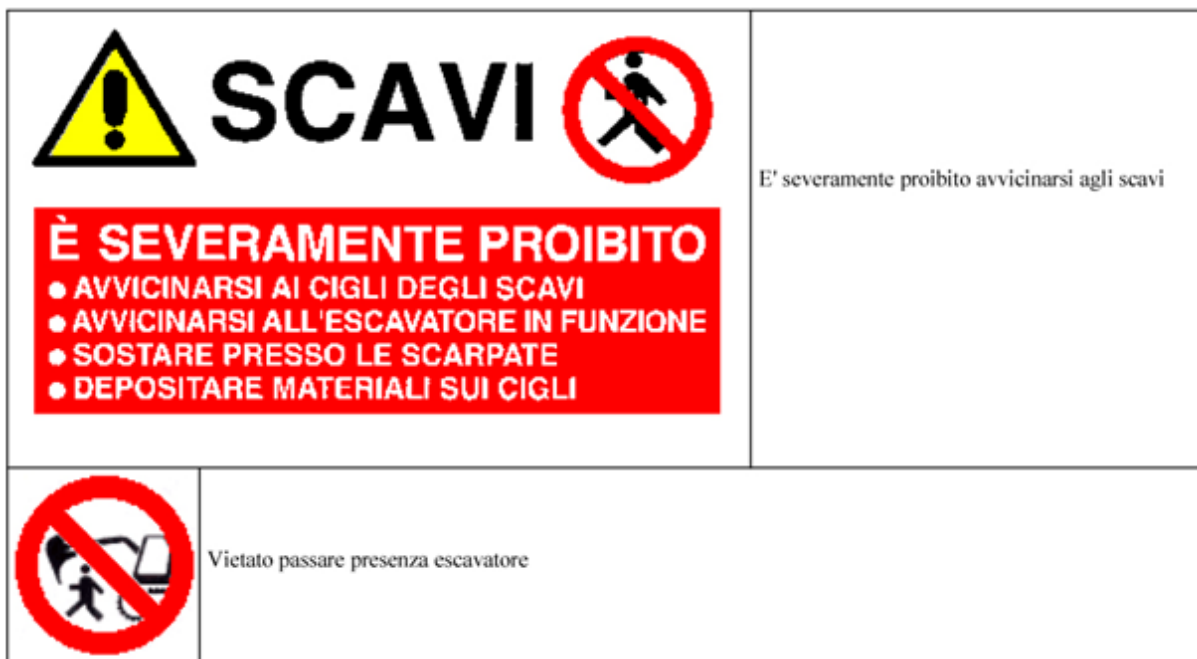 SCAVI
E' severamente proibito avvicinarsi agli scavi
È SEVERAMENTE PROIBITO
● AVVICINARSI AI CIGLI DEGLI SCAVI
● AVVICINARSI ALL'ESCAVATORE IN FUNZIONE
● SOSTARE PRESSO LE SCARPATE
● DEPOSITARE MATERIALI SUI CIGLI
Vietato passare presenza escavatore